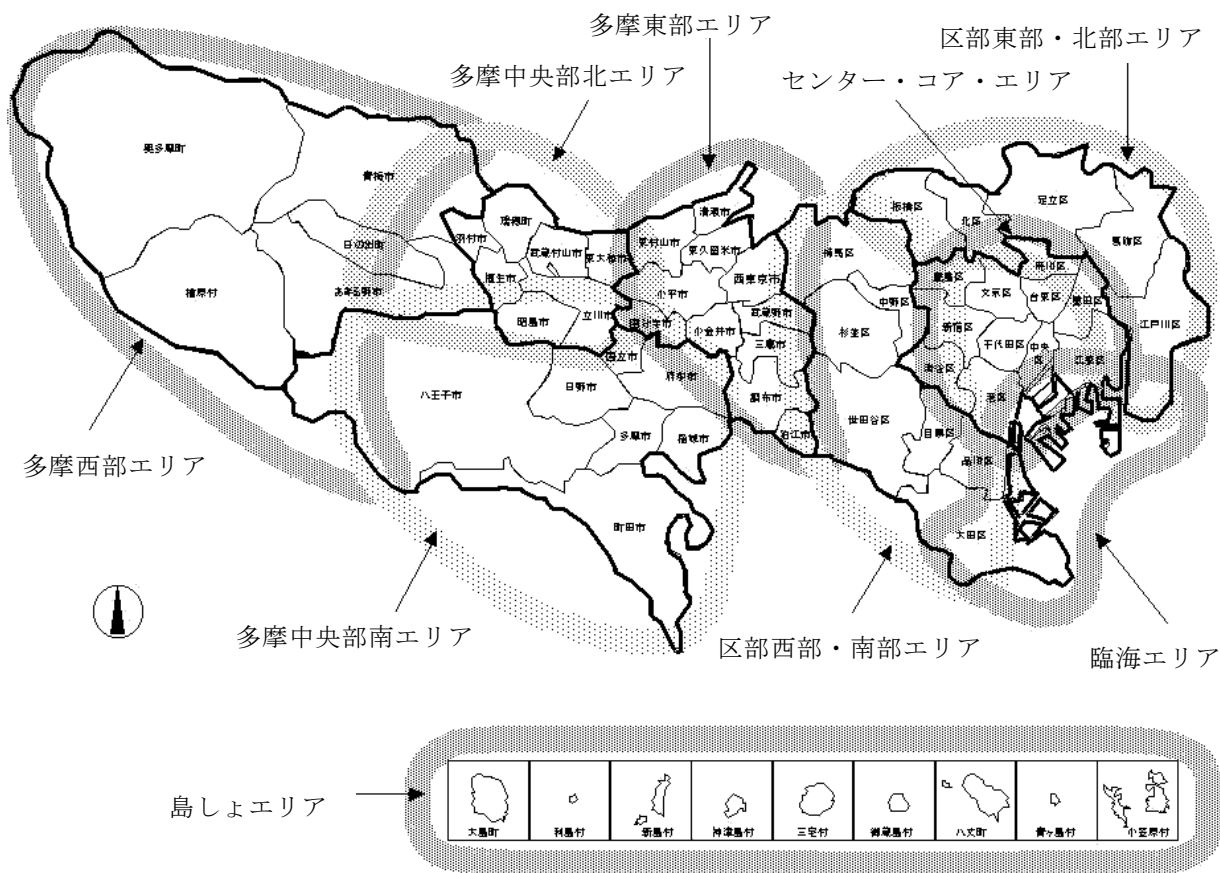 多摩東部エリア
区部東部・北部エリア
多摩中央部北エリア
センター・コア・エリア
奥多摩町
青梅市
瑞穂町
清瀬市
足立区
板橋区
北区
葛飾区
羽村市
武蔵村山市
東大和市
東村山市
東久留米市
練馬区
日の出町
福生市
西東京市
豊島区
荒川区
文京区
台東区
墨田区
檜原村
あきる野市
小平市
中野区
昭島市
立川市
国分寺市
小金井市
武蔵野市
杉並区
新宿区
江戸川区
三鷹市
千代田区
中央区
江東区
国立市
府中市
渋谷区
八王子市
日野市
調布市
港区
多摩市
稲城市
狛江市
世田谷区
目黒区
品川区
多摩西部エリア
町田市
大田区
多摩中央部南エリア
区部西部・南部エリア
臨海エリア
島しょエリア
大島町
利島村
新島村
神津島村
三宅村
御蔵島村
八丈町
青ヶ島村
小笠原村